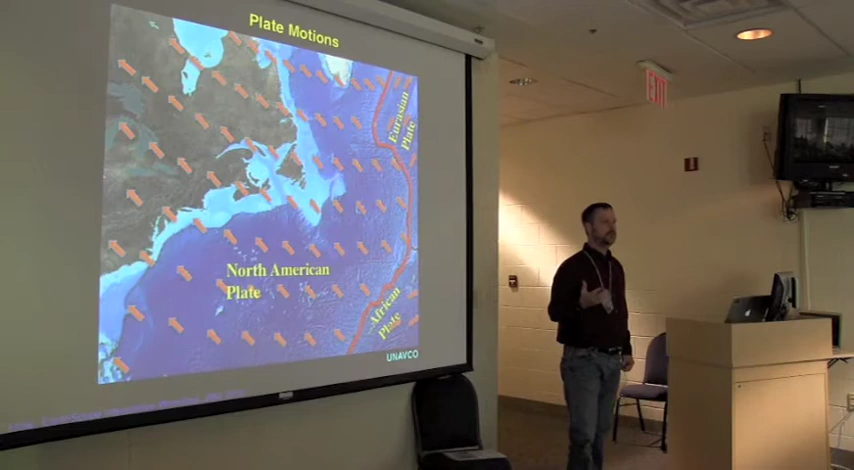 Plate Motions
Eurasian
Plate
North American
Plate
African
Plate
UNAVCO
EXIT